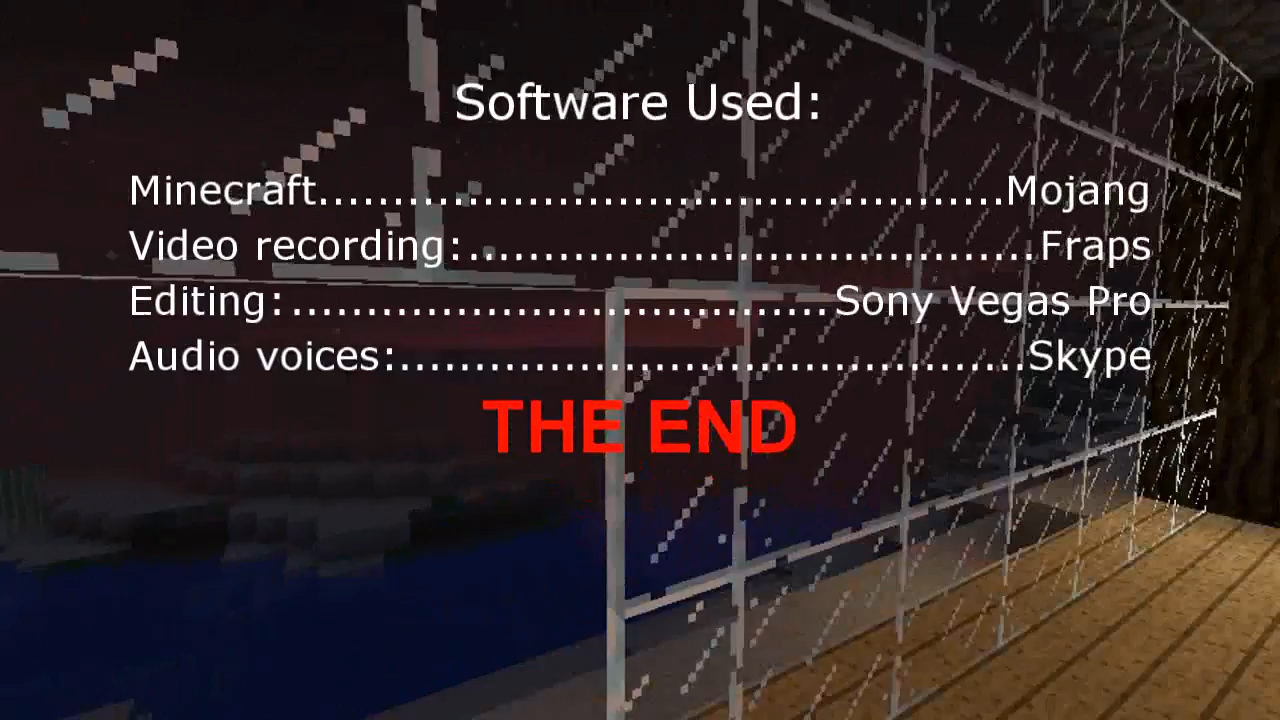 Software Used:
Minecraft..............................................Mojang
Video recording:......................................Fraps
Editing:....................................Sony Vegas Pro
Audio voices:..........................................Skype
THE END